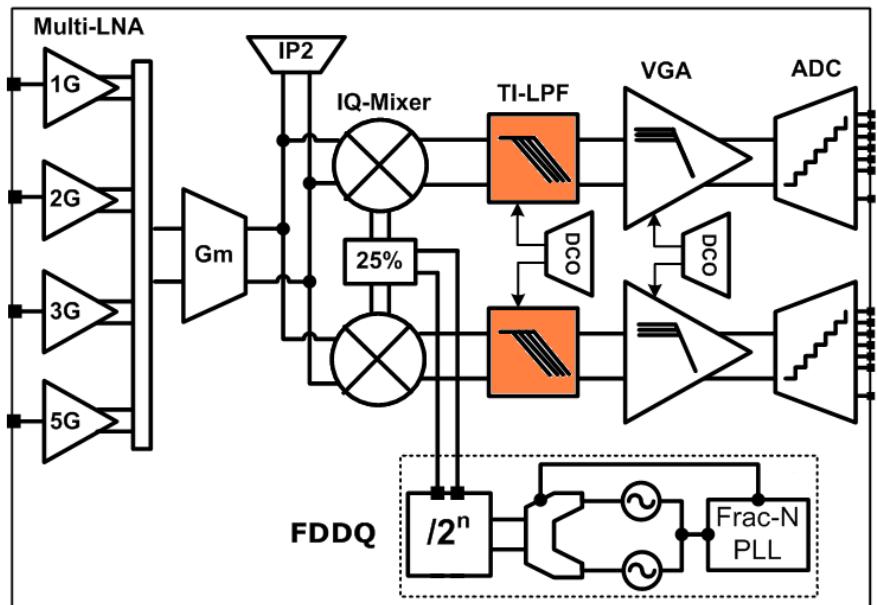 Multi-LNA
IP2
IQ-Mixer
TI-LPF
VGA
ADC
1G
2G
3G
5G
Gm
25%
DCO
DCO
FDDQ
/2ⁿ
Frac-N
PLL